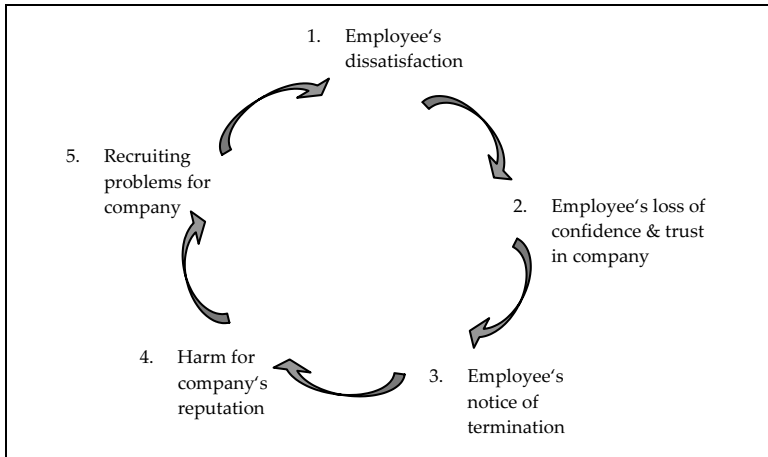 1. Employee‘s
dissatisfaction
2. Employee‘s loss of
confidence & trust
in company
3. Employee‘s
notice of
termination
4. Harm for
company‘s
reputation
5. Recruiting
problems for
company